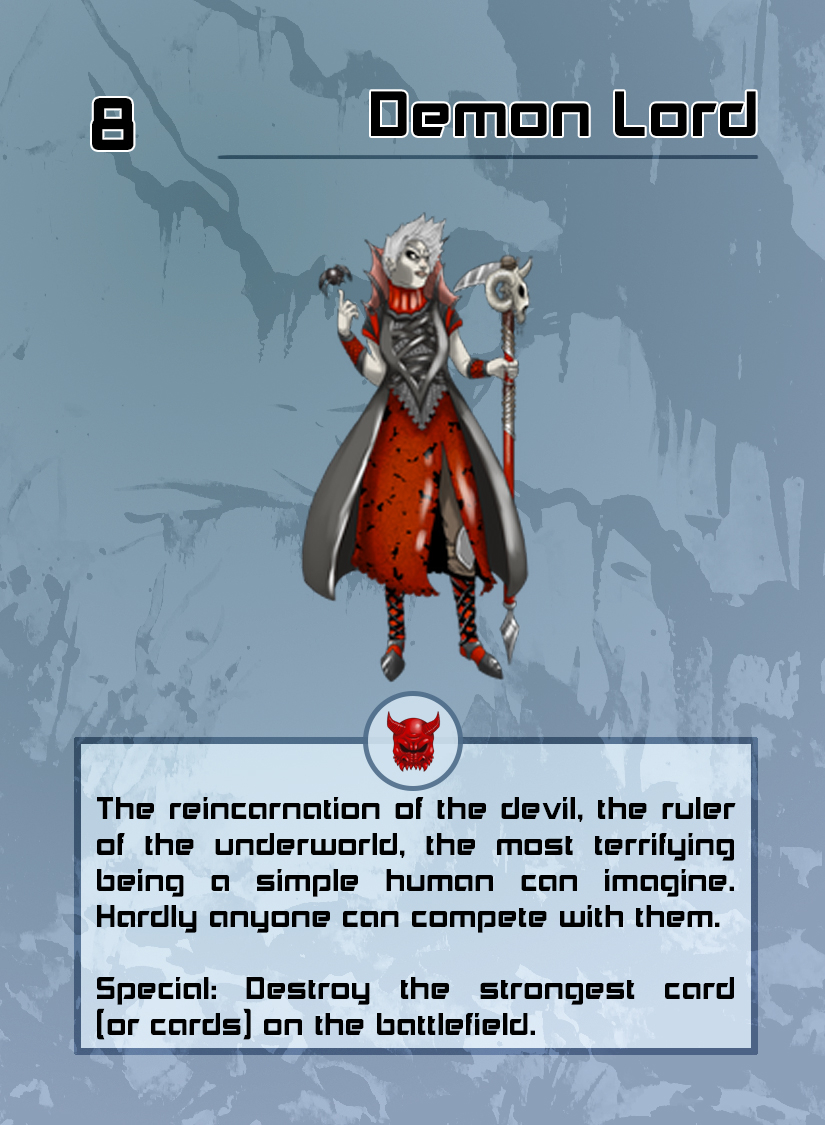 8
Demon Lord
The reincarnation of the devil, the ruler
of the underworld, the most terrifying
being a simple human can imagine.
Hardly anyone can compete with them.
Special: Destroy the strongest card
(or cards) on the battlefield.